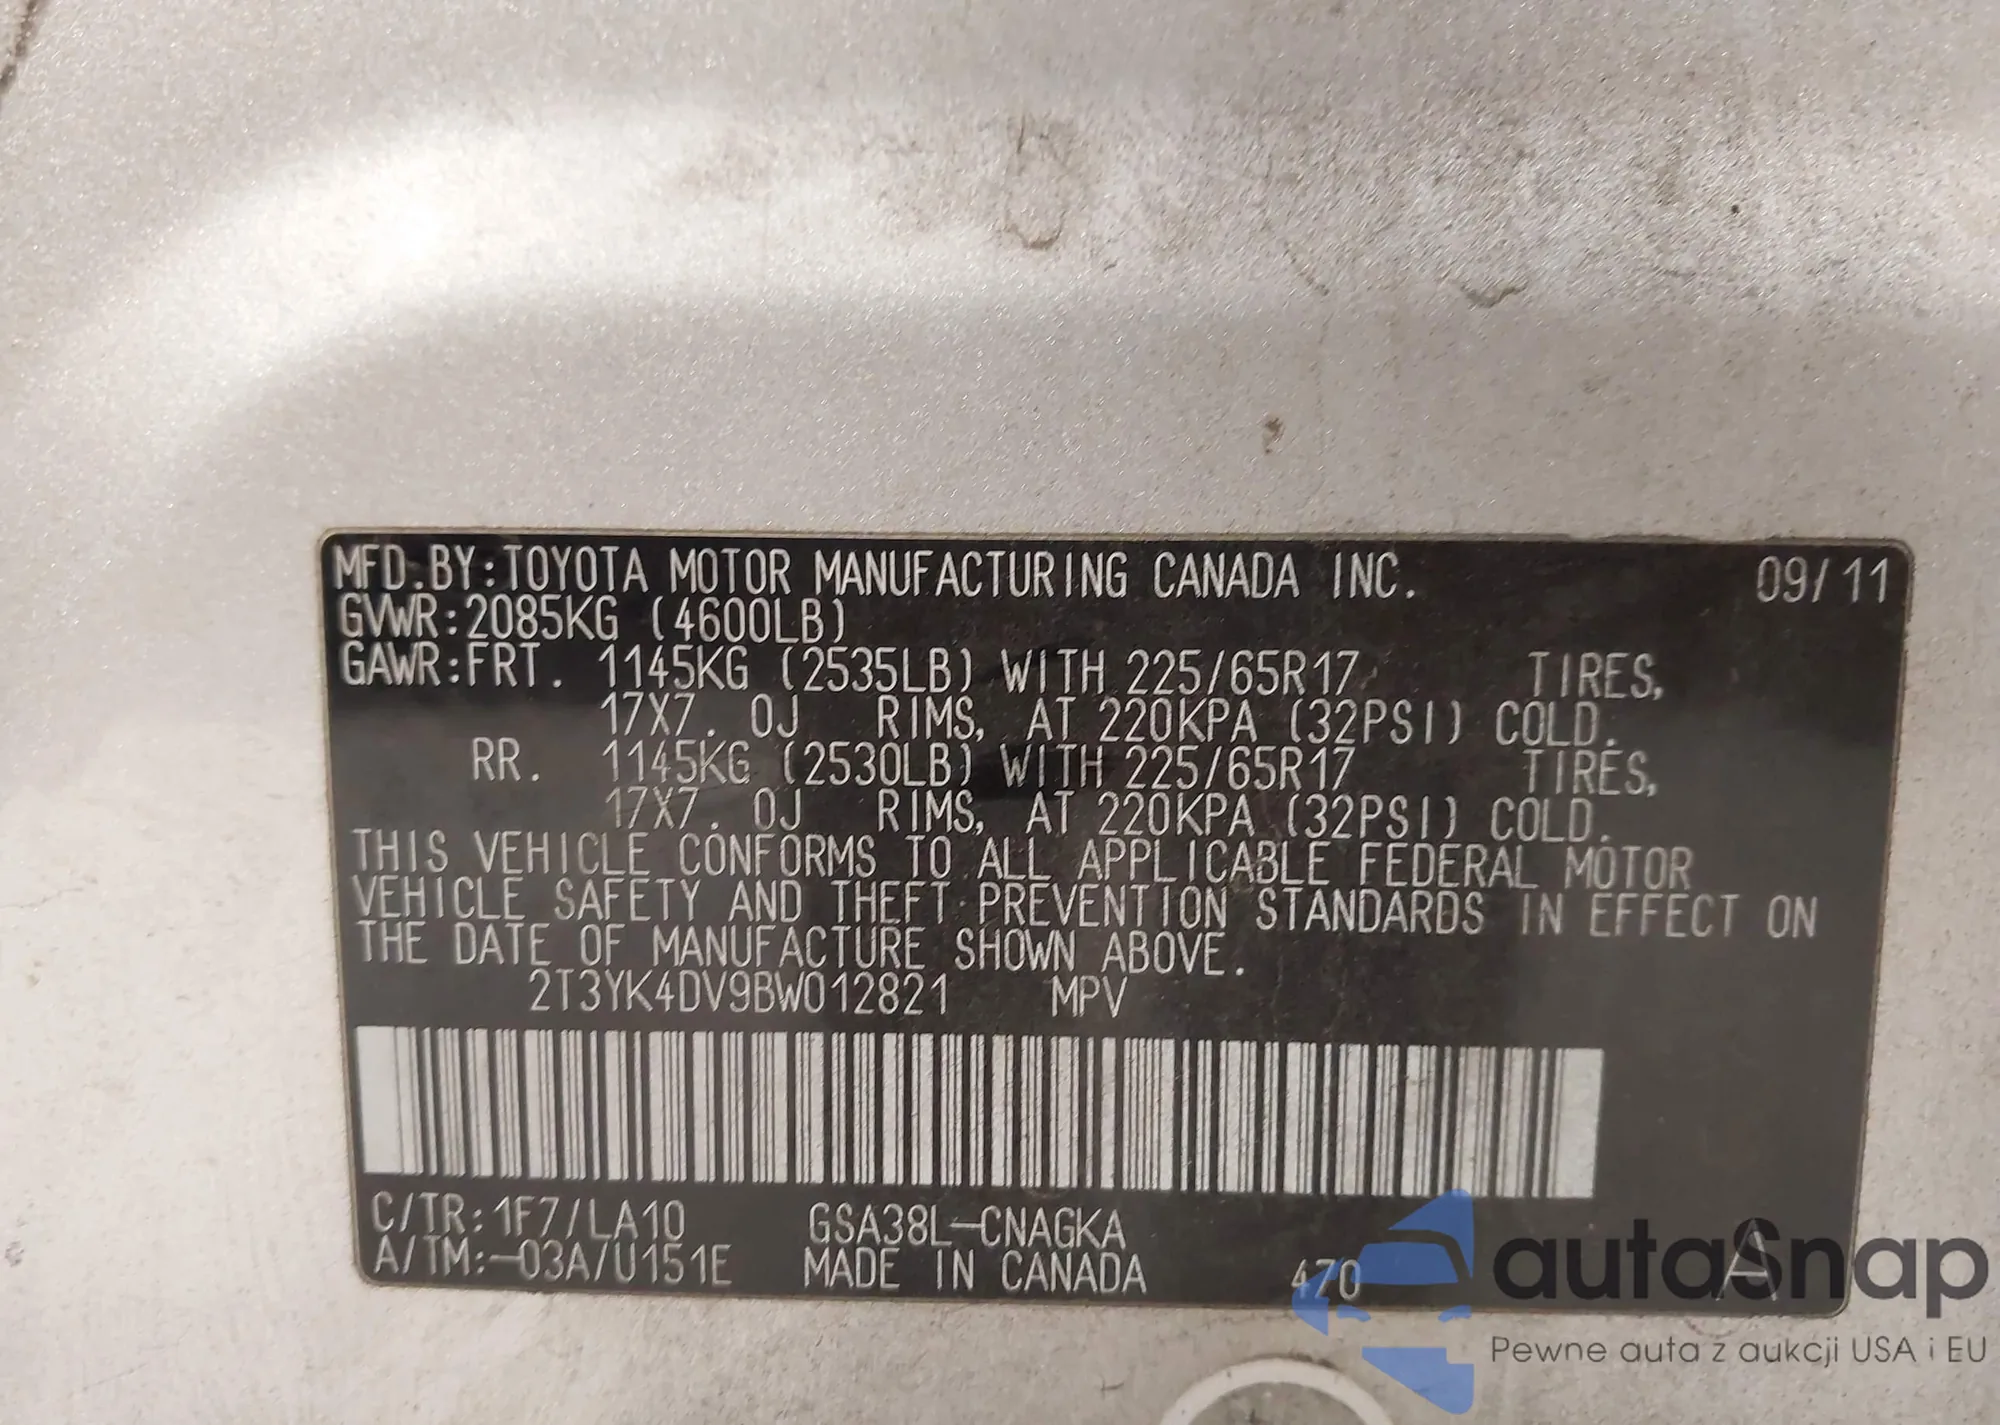 MFD.BY:TOYOTA MOTOR MANUFACTURING CANADA INC. 09/11
GVWR:2085KG (4600LB)
GAWR:FRT. 1145KG (2535LB) WITH 225/65R17 TIRES,
17X7.0J RIMS, AT 220KPA (32PSI) COLD.
RR. 1145KG (2530LB) WITH 225/65R17 TIRES,
17X7.0J RIMS, AT 220KPA (32PSI) COLD.
THIS VEHICLE CONFORMS TO ALL APPLICABLE FEDERAL MOTOR
VEHICLE SAFETY AND THEFT PREVENTION STANDARDS IN EFFECT ON
THE DATE OF MANUFACTURE SHOWN ABOVE.
2T3YK4DV9BW012821 MPV
C/TR:1F7/LA10 GSA38L-CNAGKA
A/TM:-03A/U151E MADE IN CANADA 470 A
autaSnap
Pewne auta z aukcji USA i EU